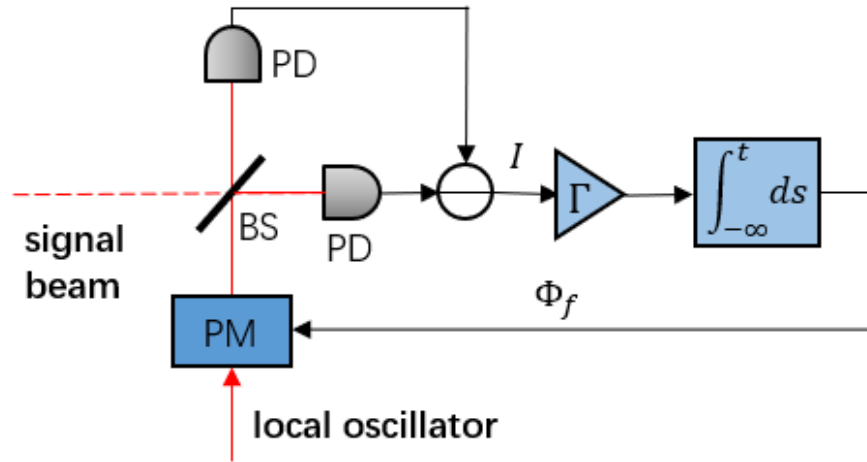 PD
I
Γ
∫_{-∞}^{t} ds
BS
PD
signal
beam
Φ_f
PM
local oscillator